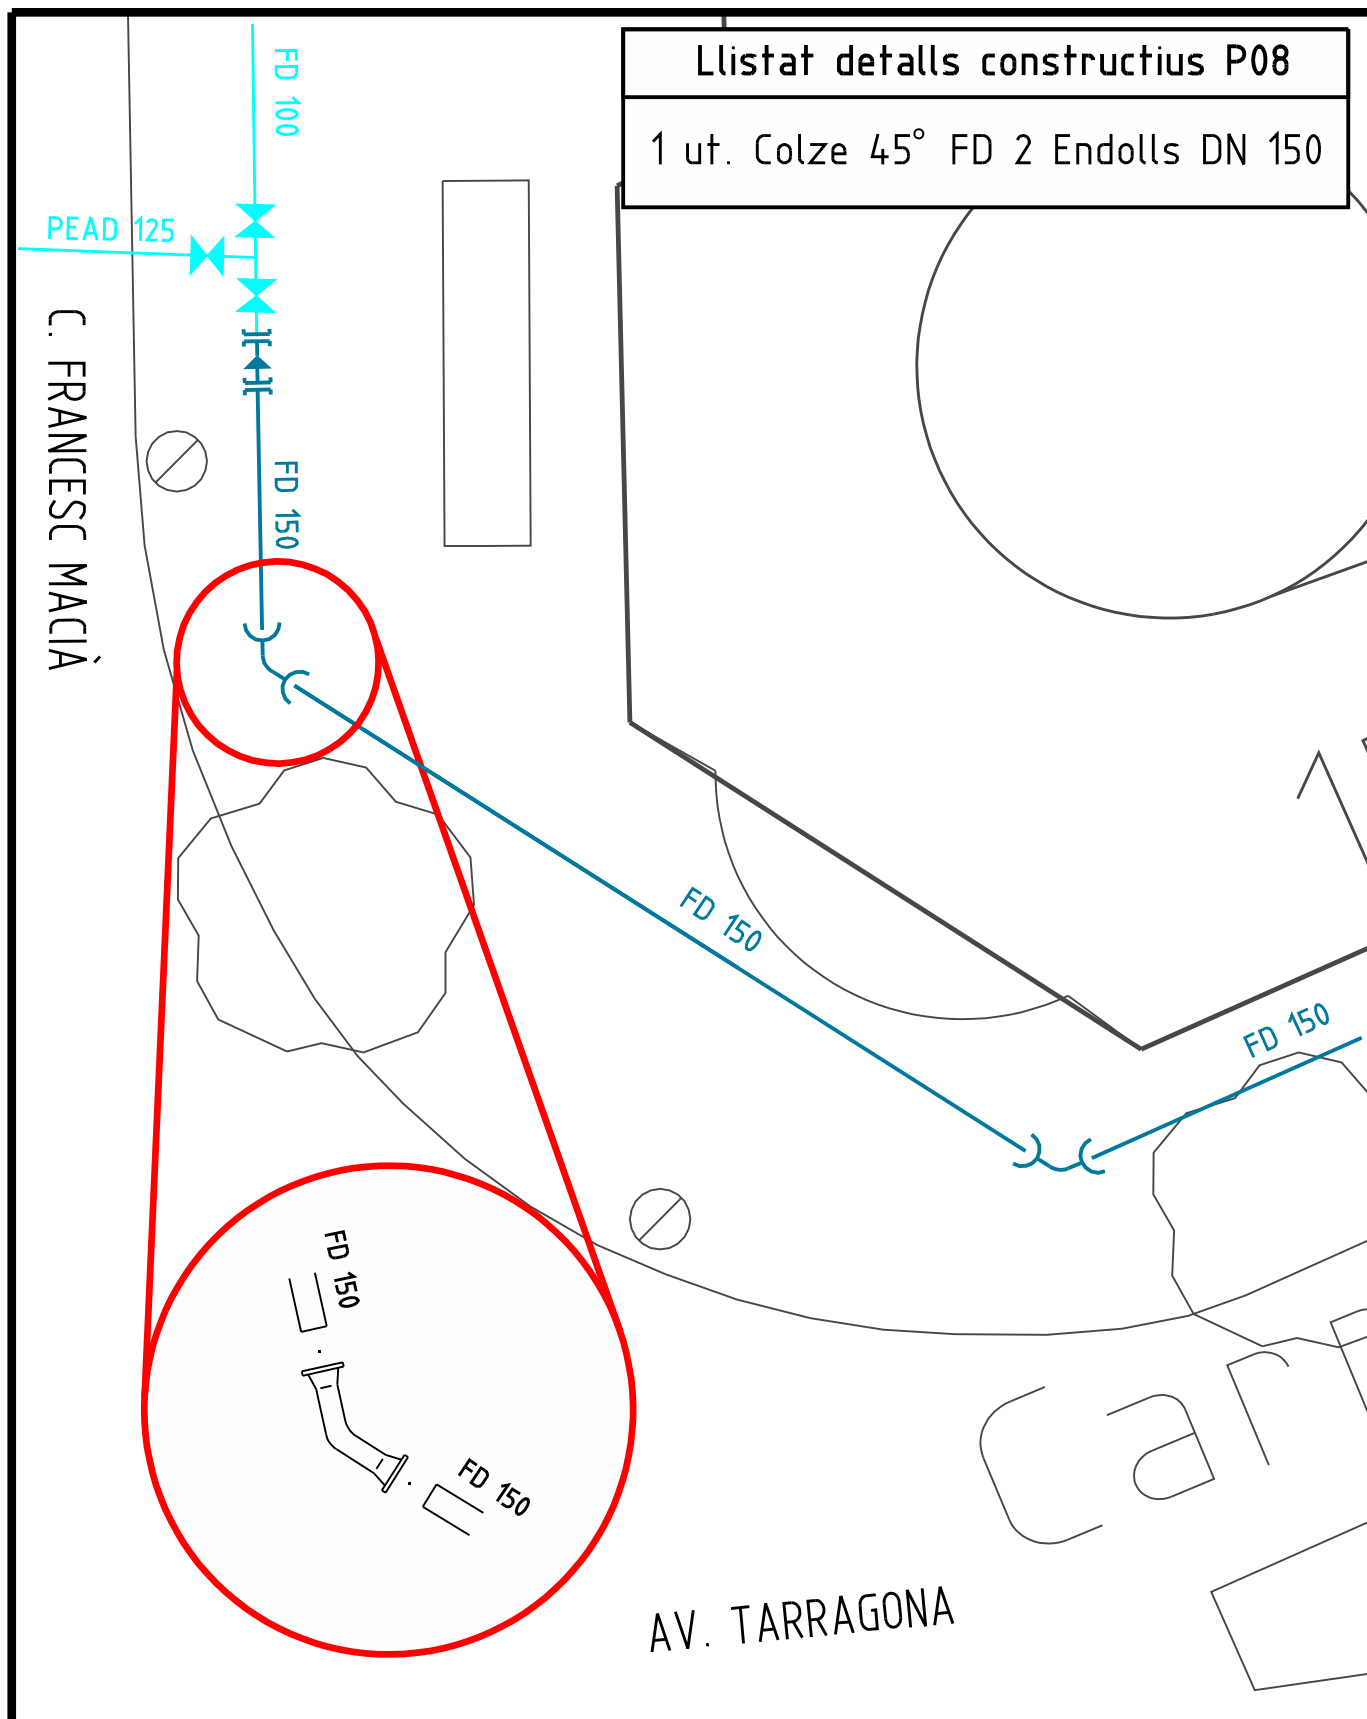 Llistat detalls constructius P08
1 ut. Colze 45° FD 2 Endolls DN 150
FD 100
PEAD 125
C. FRANCESC MACIÀ
FD 150
FD 150
FD 150
FD 150
FD 150
AV. TARRAGONA